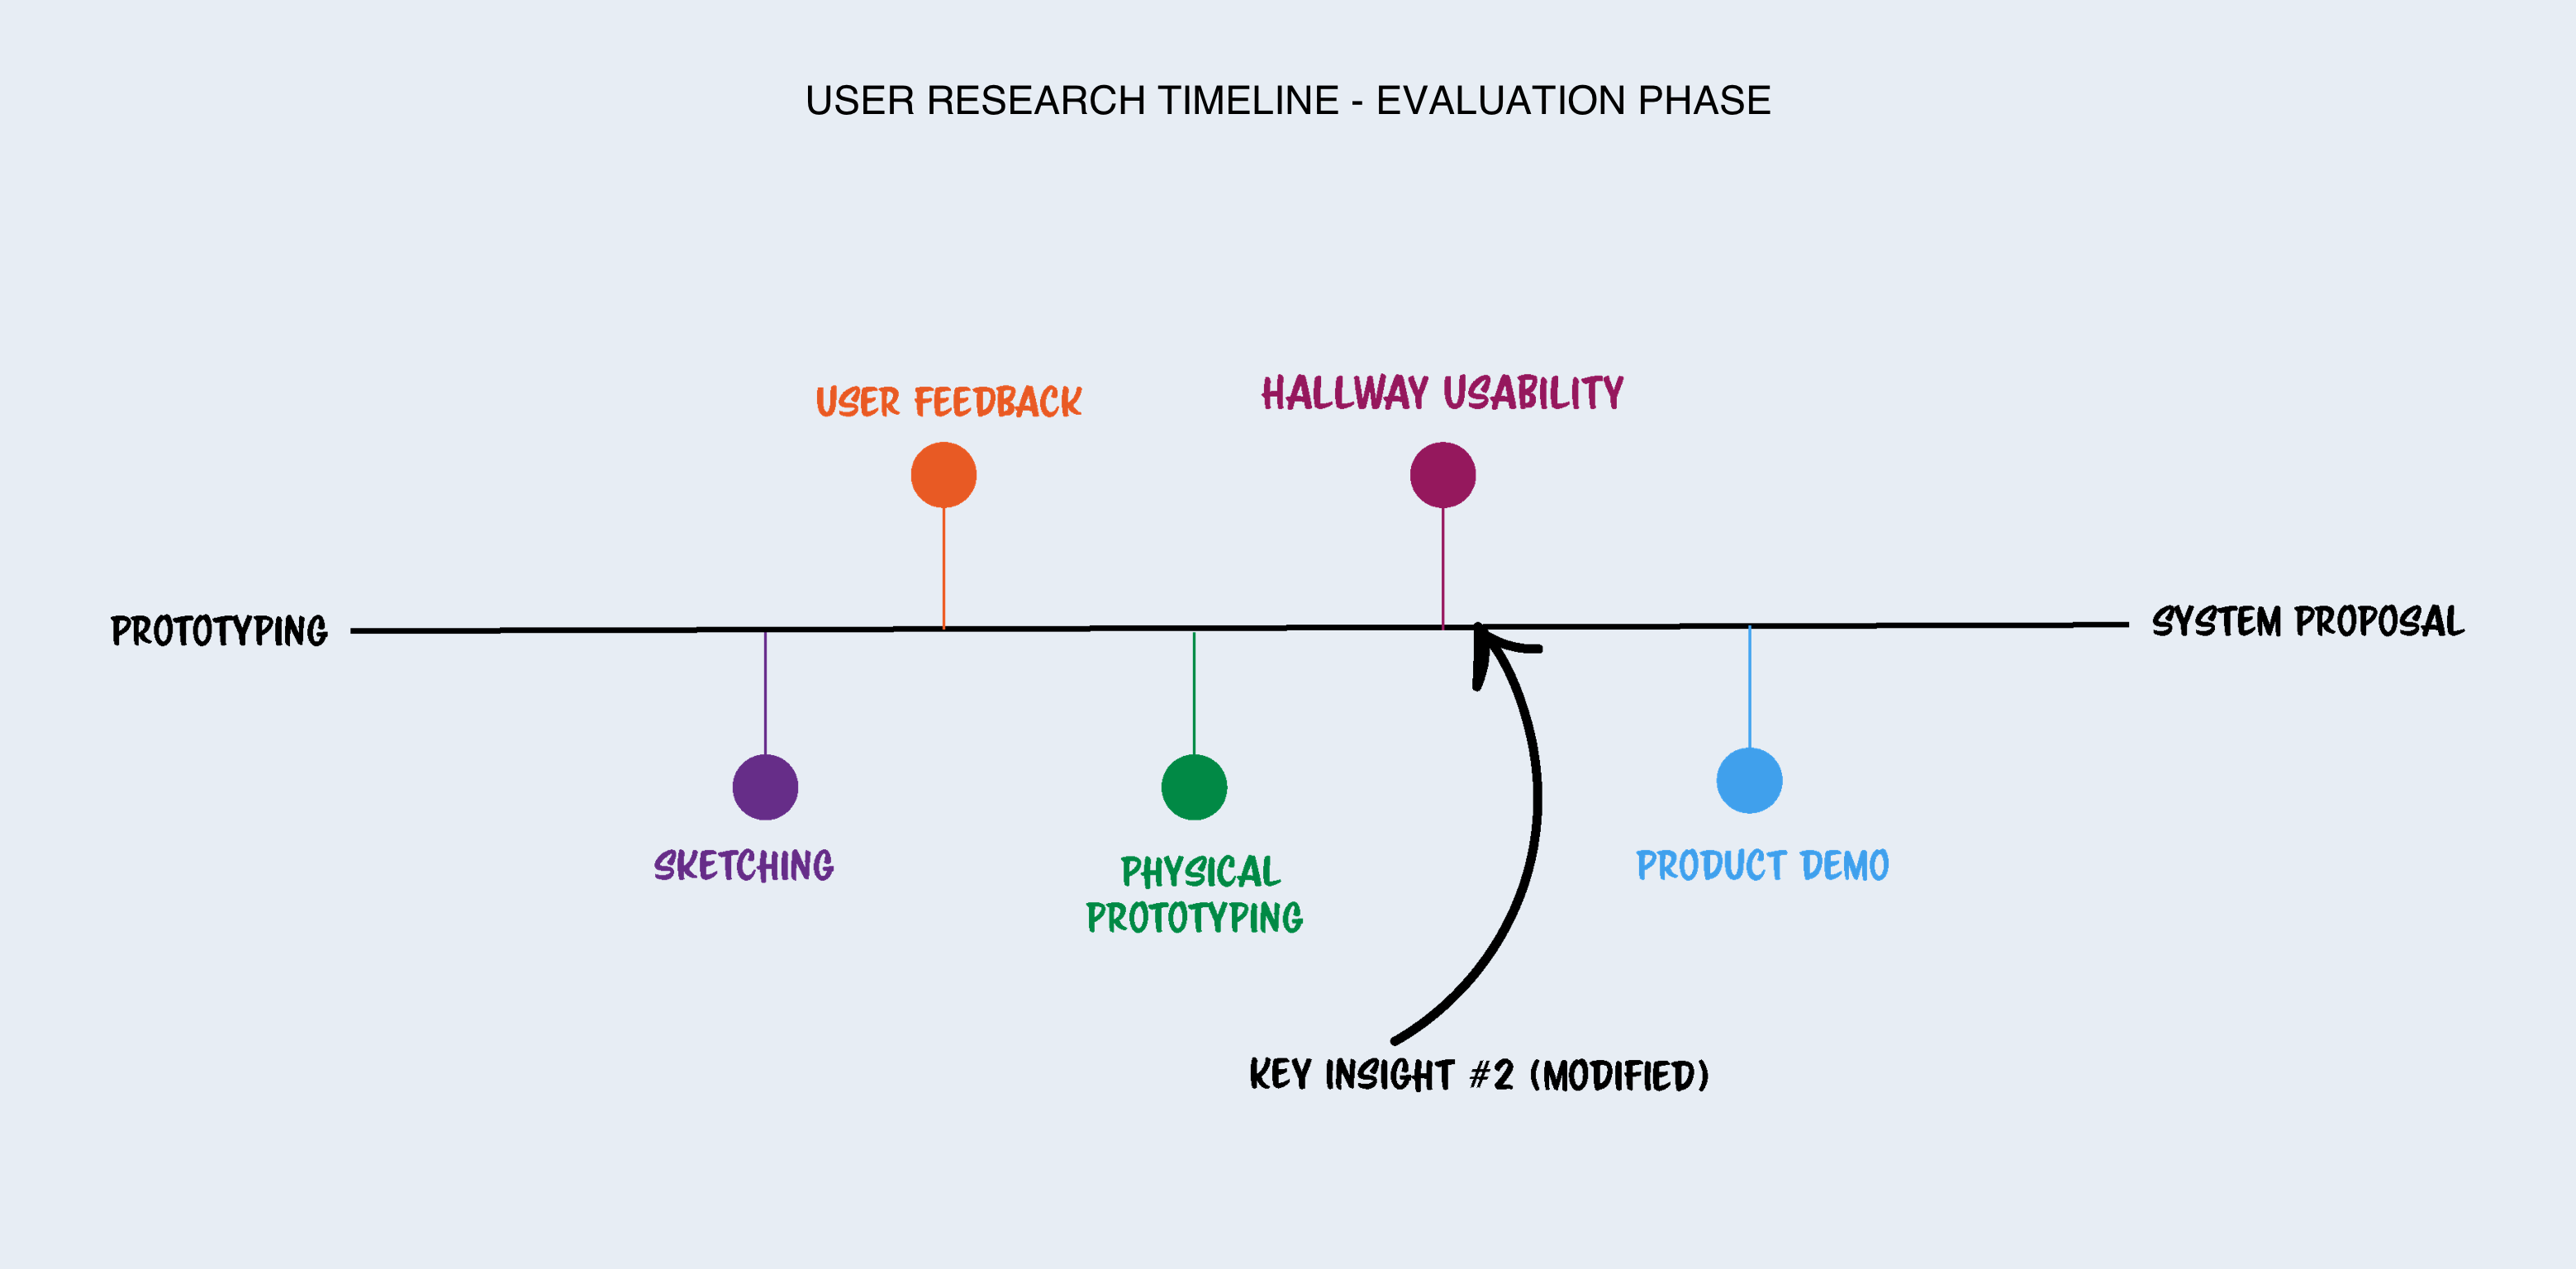 USER RESEARCH TIMELINE - EVALUATION PHASE
USER FEEDBACK
HALLWAY USABILITY
PROTOTYPING
SYSTEM PROPOSAL
SKETCHING
PHYSICAL
PROTOTYPING
PRODUCT DEMO
KEY INSIGHT #2 (MODIFIED)